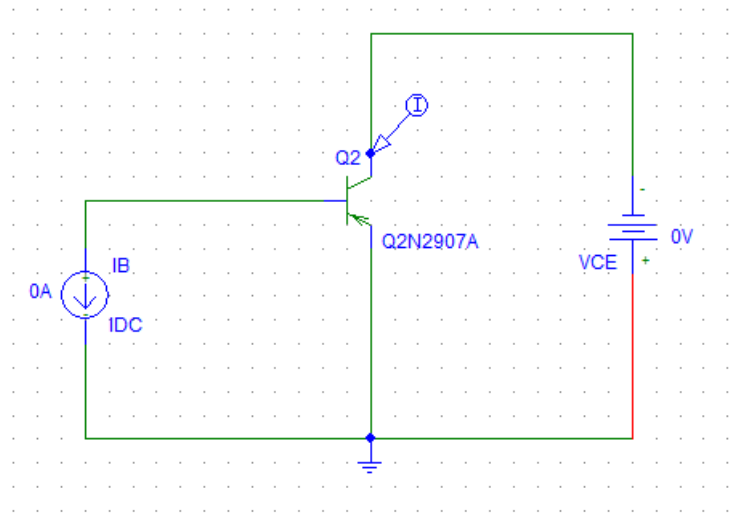 I
Q2
Q2N2907A
-
0V
VCE
+
IB
0A
+
-
IDC